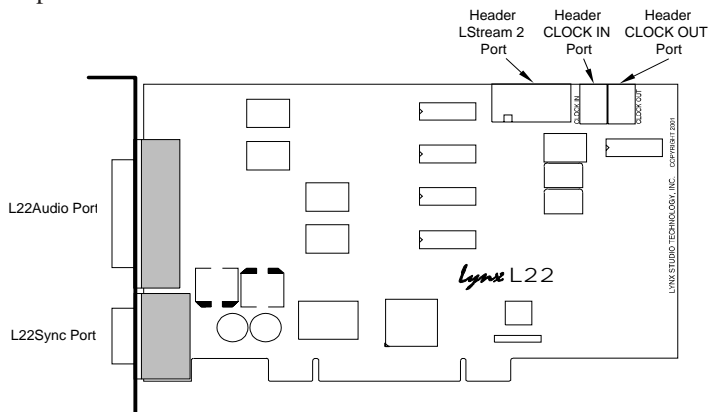 Header
LStream 2
Port
Header
CLOCK IN
Port
Header
CLOCK OUT
Port
CLOCK IN
CLOCK OUT
LYNX STUDIO TECHNOLOGY, INC. COPYRIGHT 2001
L22Audio Port
Lynx L22
L22Sync Port